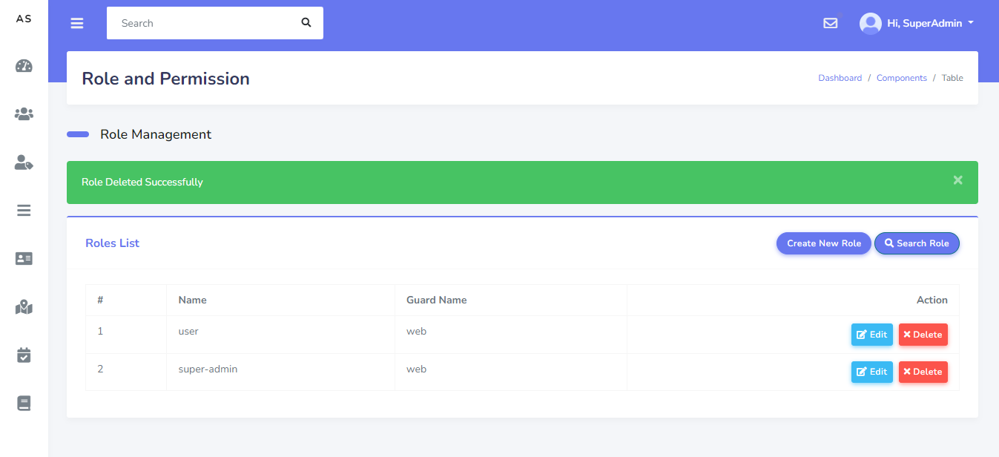 AS
Search
Hi, SuperAdmin
Role and Permission
Dashboard / Components / Table
Role Management
Role Deleted Successfully
Roles List
Create New Role Search Role
# Name Guard Name Action
1 user web Edit Delete
2 super-admin web Edit Delete